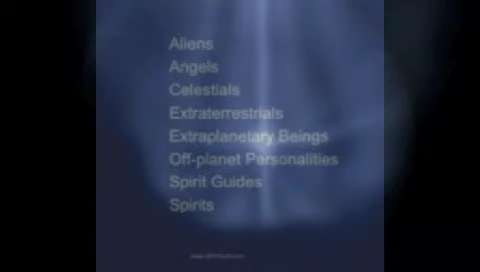 Aliens
Angels
Celestials
Extraterrestrials
Extraplanetary Beings
Off-planet Personalities
Spirit Guides
Spirits